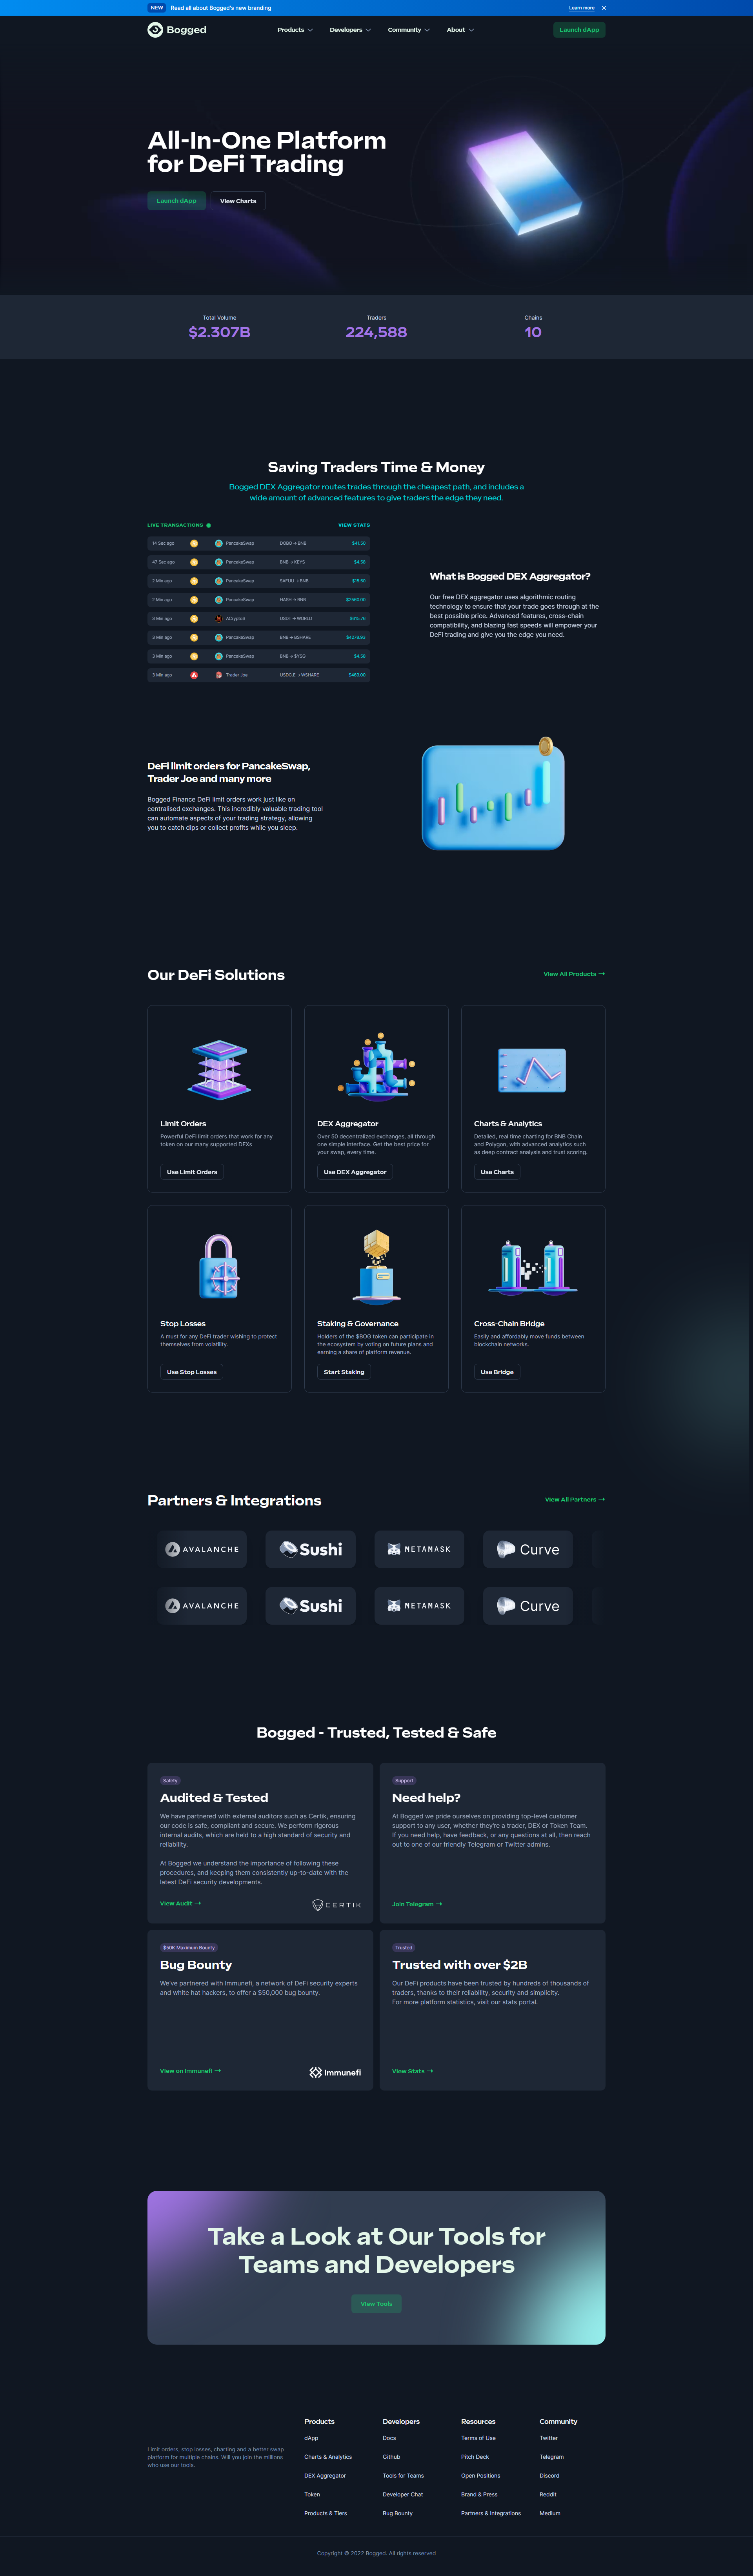 NEW Read all about Bogged's new branding Learn more
Bogged Products Developers Community About Launch dApp
All-In-One Platform
for DeFi Trading
Launch dApp View Charts
Total Volume Traders Chains
$2.307B 224,588 10
Saving Traders Time & Money
Bogged DEX Aggregator routes trades through the cheapest path, and includes a
wide amount of advanced features to give traders the edge they need.
LIVE TRANSACTIONS VIEW STATS
14 Sec ago PancakeSwap DOBO → BNB $41.00
47 Sec ago PancakeSwap BNB → KEYS $4.58
2 Min ago PancakeSwap SAFUU → BNB $15.50
2 Min ago PancakeSwap HASH → BNB $2560.00
3 Min ago ACryptoS USDT → WORLD $613.76
3 Min ago PancakeSwap BNB → BSHARE $4278.93
3 Min ago PancakeSwap BNB → $YSG $4.58
3 Min ago Trader Joe USDC.E → WSHARE $469.00
What is Bogged DEX Aggregator?
Our free DEX aggregator uses algorithmic routing
technology to ensure that your trade goes through at the
best possible price. Advanced features, cross-chain
compatibility, and blazing fast speeds will empower your
DeFi trading and give you the edge you need.
DeFi limit orders for PancakeSwap,
Trader Joe and many more
Bogged Finance DeFi limit orders work just like on
centralised exchanges. This incredibly valuable trading tool
can automate aspects of your trading strategy, allowing
you to catch dips or collect profits while you sleep.
Our DeFi Solutions View All Products →
Limit Orders
Powerful DeFi limit orders that work for any
token on our many supported DEXs
Use Limit Orders
DEX Aggregator
Over 50 decentralized exchanges, all through
one simple interface. Get the best price for
your swap, every time.
Use DEX Aggregator
Charts & Analytics
Detailed, real time charting for BNB Chain
and Polygon, with advanced analytics such
as deep contract analysis and trust scoring.
Use Charts
Stop Losses
A must for any DeFi trader wishing to protect
themselves from volatility.
Use Stop Losses
Staking & Governance
Holders of the $BOG token can participate in
the ecosystem by voting on future plans and
earning a share of platform revenue.
Start Staking
Cross-Chain Bridge
Easily and affordably move funds between
blockchain networks.
Use Bridge
Partners & Integrations View All Partners →
AVALANCHE Sushi METAMASK Curve
AVALANCHE Sushi METAMASK Curve
Bogged - Trusted, Tested & Safe
Safety
Audited & Tested
We have partnered with external auditors such as Certik, ensuring
our code is safe, compliant and secure. We perform rigorous
internal audits, which are held to a high standard of security and
reliability.
At Bogged we understand the importance of following these
procedures, and keeping them consistently up-to-date with the
latest DeFi security developments.
View Audit → CERTIK
Support
Need help?
At Bogged we pride ourselves on providing top-level customer
support to any user, whether they're a trader, DEX or Token Team.
If you need help, have feedback, or any questions at all, then reach
out to one of our friendly Telegram or Twitter admins.
Join Telegram →
$50K Maximum Bounty
Bug Bounty
We've partnered with Immunefi, a network of DeFi security experts
and white hat hackers, to offer a $50,000 bug bounty.
View on Immunefi → Immunefi
Trusted
Trusted with over $2B
Our DeFi products have been trusted by hundreds of thousands of
traders, thanks to their reliability, security and simplicity.
For more platform statistics, visit our stats portal.
View Stats →
Take a Look at Our Tools for
Teams and Developers
View Tools
Limit orders, stop losses, charting and a better swap
platform for multiple chains. Will you join the millions
who use our tools.
Products
dApp
Charts & Analytics
DEX Aggregator
Token
Products & Tiers
Developers
Docs
Github
Tools for Teams
Developer Chat
Bug Bounty
Resources
Terms of Use
Pitch Deck
Open Positions
Brand & Press
Partners & Integrations
Community
Twitter
Telegram
Discord
Reddit
Medium
Copyright © 2022 Bogged. All rights reserved